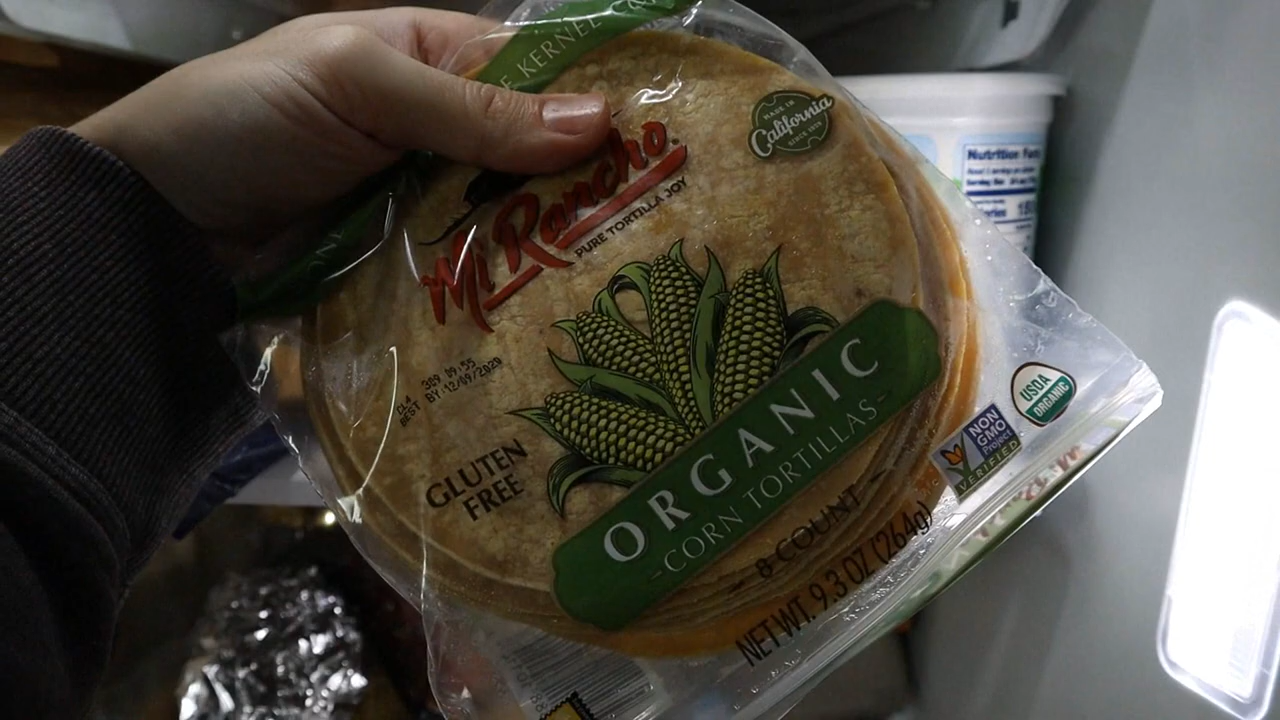 E KERNEL
MADE IN
California
SINCE 1939
Mi Rancho
PURE TORTILLA JOY
Nutrition Fa
389 09:55
CL4
BEST BY:12/09/2020
GLUTEN
FREE
ORGANIC
-CORN TORTILLAS-
8 COUNT
NET WT. 9.3 OZ (264g)
NON
GMO
Project
VERIFIED
USDA
ORGANIC